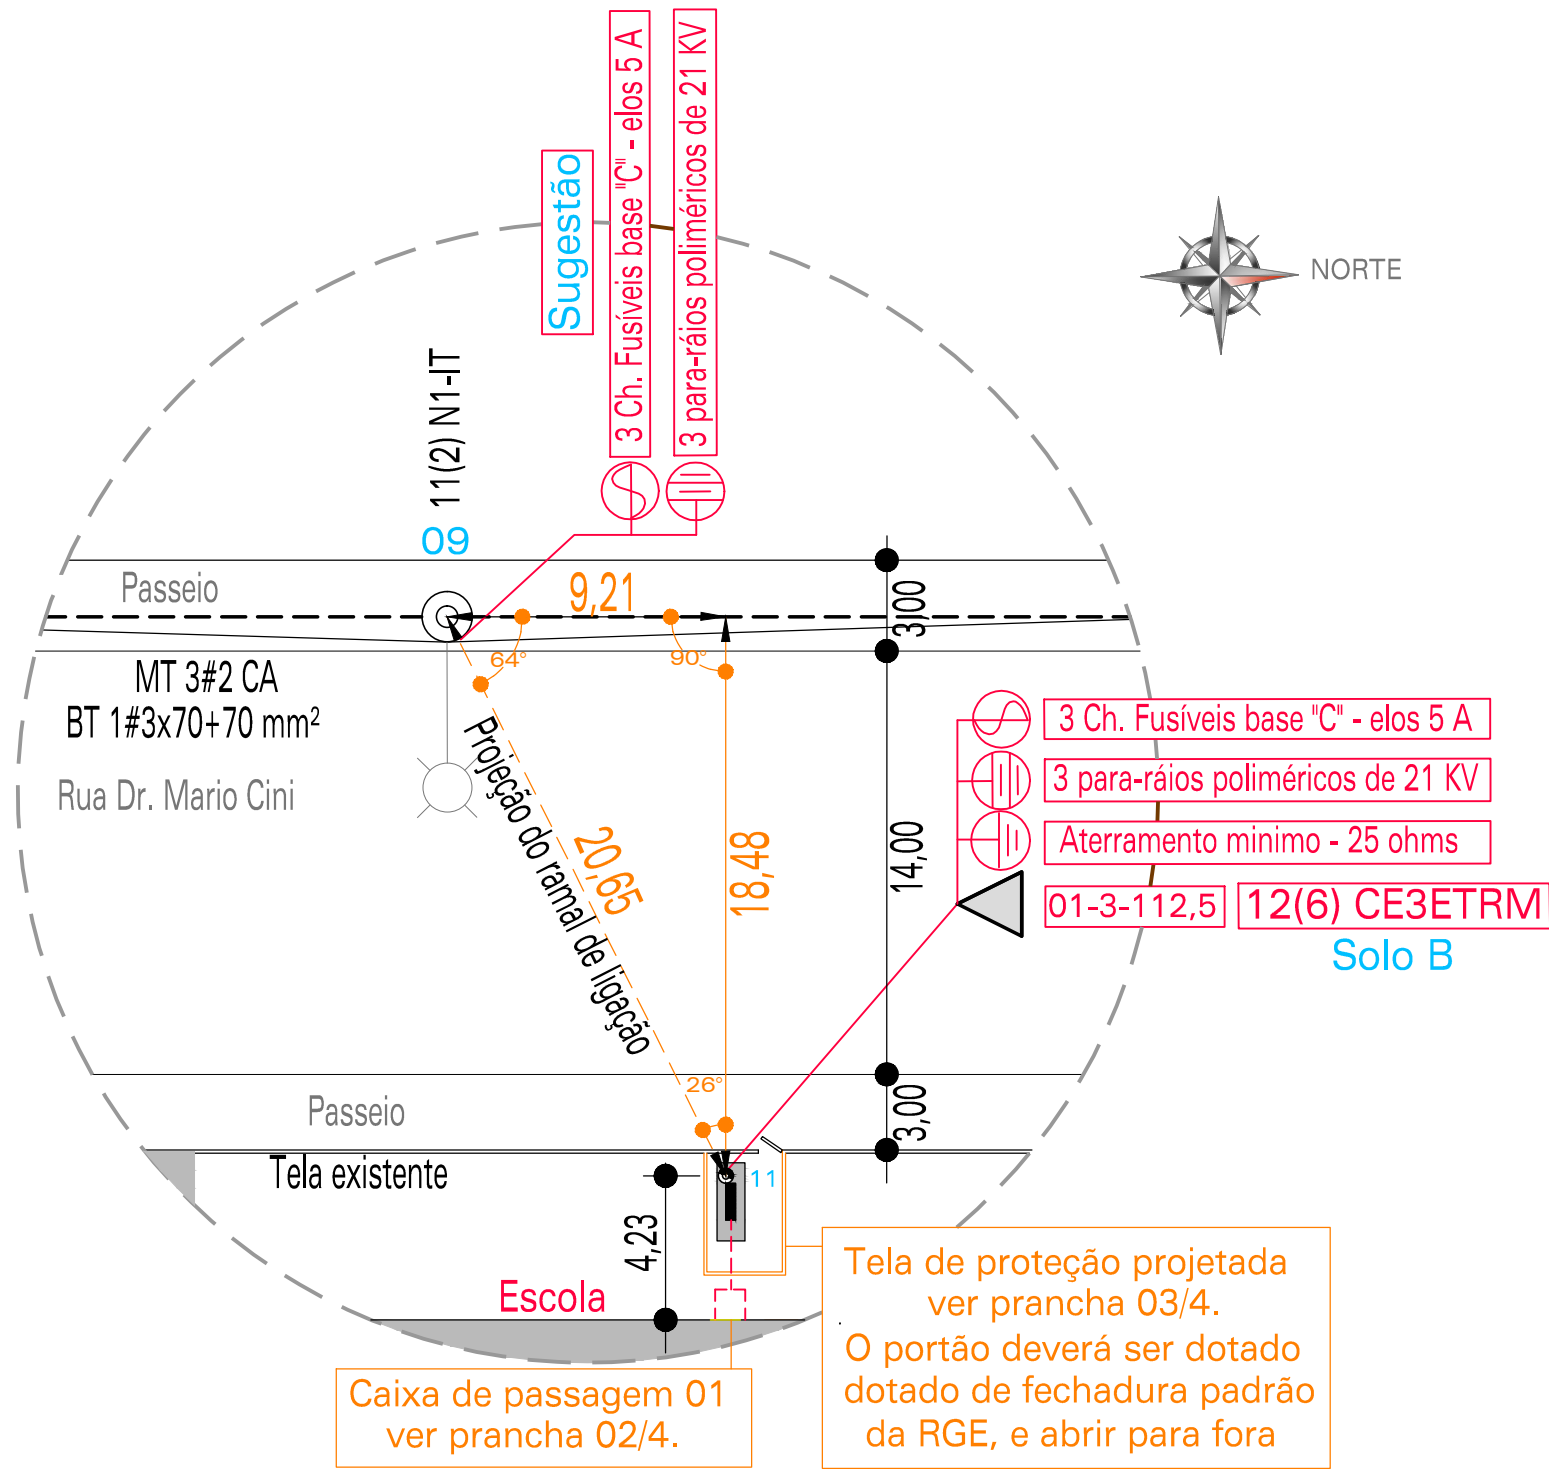 3 Ch. Fusíveis base "C" - elos 5 A
3 para-ráios poliméricos de 21 KV
Sugestão
NORTE
11(2) N1-IT
09
Passeio
9,21
3,00
64°
90°
MT 3#2 CA
BT 1#3x70+70 mm²
Rua Dr. Mario Cini
Projeção do ramal de ligação
20,65
18,48
14,00
3 Ch. Fusíveis base "C" - elos 5 A
3 para-ráios poliméricos de 21 KV
Aterramento minimo - 25 ohms
01-3-112,5
12(6) CE3ETRM
Solo B
26°
Passeio
3,00
Tela existente
11
4,23
Escola
Tela de proteção projetada
ver prancha 03/4.
O portão deverá ser dotado
dotado de fechadura padrão
da RGE, e abrir para fora
Caixa de passagem 01
ver prancha 02/4.